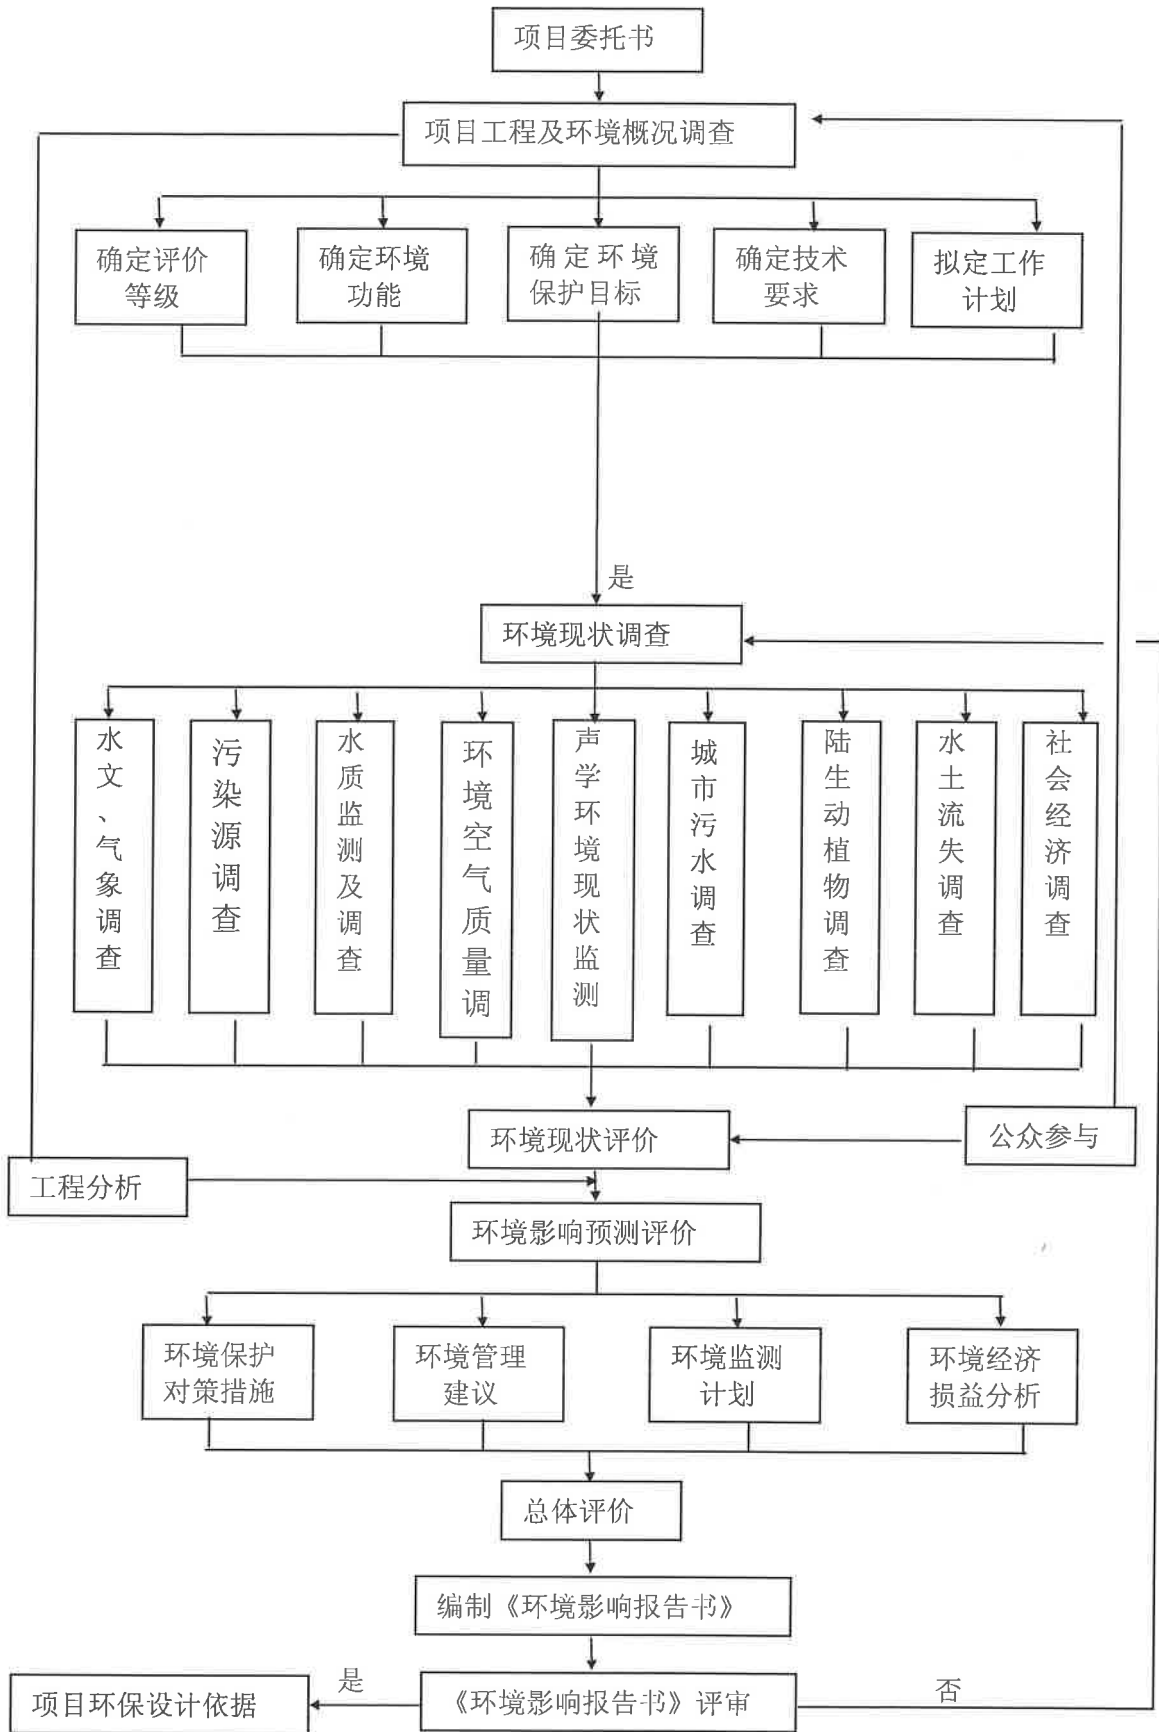 项目委托书
项目工程及环境概况调查
确定评价
等级
确定环境
功能
确定环境
保护目标
确定技术
要求
拟定工作
计划
是
环境现状调查
水文、气象调查
污染源调查
水质监测及调查
环境空气质量调
声学环境现状监测
城市污水调查
陆生动植物调查
水土流失调查
社会经济调查
环境现状评价
公众参与
工程分析
环境影响预测评价
环境保护
对策措施
环境管理
建议
环境监测
计划
环境经济
损益分析
总体评价
编制《环境影响报告书》
项目环保设计依据
是
《环境影响报告书》评审
否